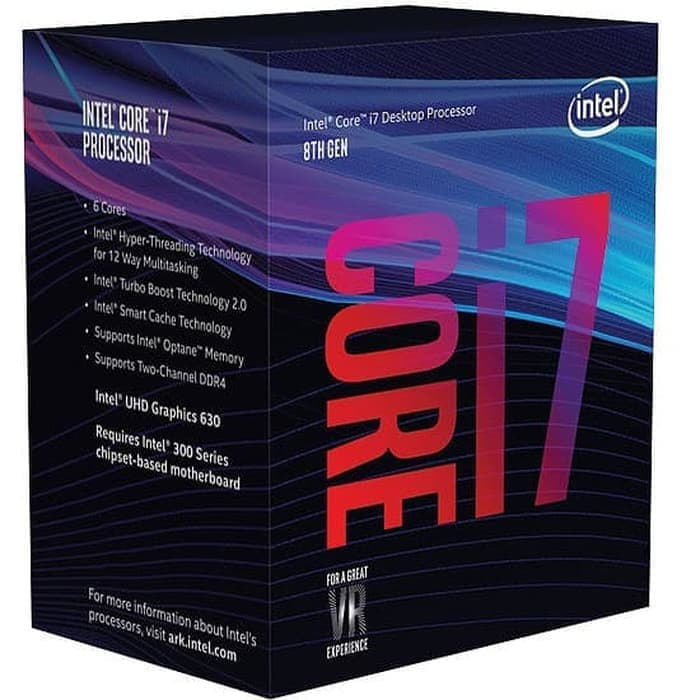 INTEL® CORE™ i7
PROCESSOR
• 6 Cores
• Intel® Hyper-Threading Technology
for 12 Way Multitasking
• Intel® Turbo Boost Technology 2.0
• Intel® Smart Cache Technology
• Supports Intel® Optane™ Memory
• Supports Two-Channel DDR4
Intel® UHD Graphics 630
Requires Intel® 300 Series
chipset-based motherboard
For more information about Intel's
processors, visit ark.intel.com
Intel® Core™ i7 Desktop Processor
8TH GEN
intel®
CORE
i7
FOR A GREAT
VR
EXPERIENCE